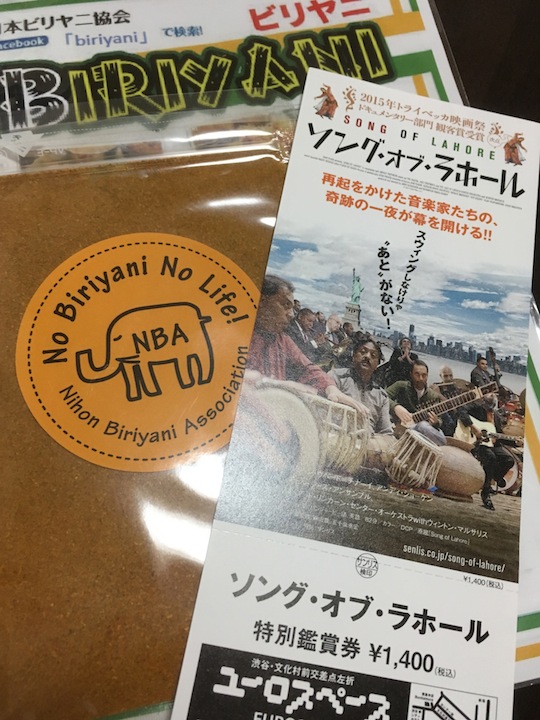 日本ビリヤニ協会
facebook 「biriyani」で検索!
ビリヤニ
BIRIYANI
No Biriyani No Life!
NBA
Nihon Biriyani Association
2015年トライベッカ映画祭
ドキュメンタリー部門 観客賞受賞
SONG OF LAHORE
ソング・オブ・ラホール
再起をかけた音楽家たちの、
奇跡の一夜が幕を開ける!!
スウィングしなけりゃ
“あと”がない!
senlis.co.jp/song-of-lahore/
¥1,400(税込)
サンリス
検印
ソング・オブ・ラホール
特別鑑賞券 ¥1,400(税込)
渋谷・文化村前交差点左折
ユーロスペース